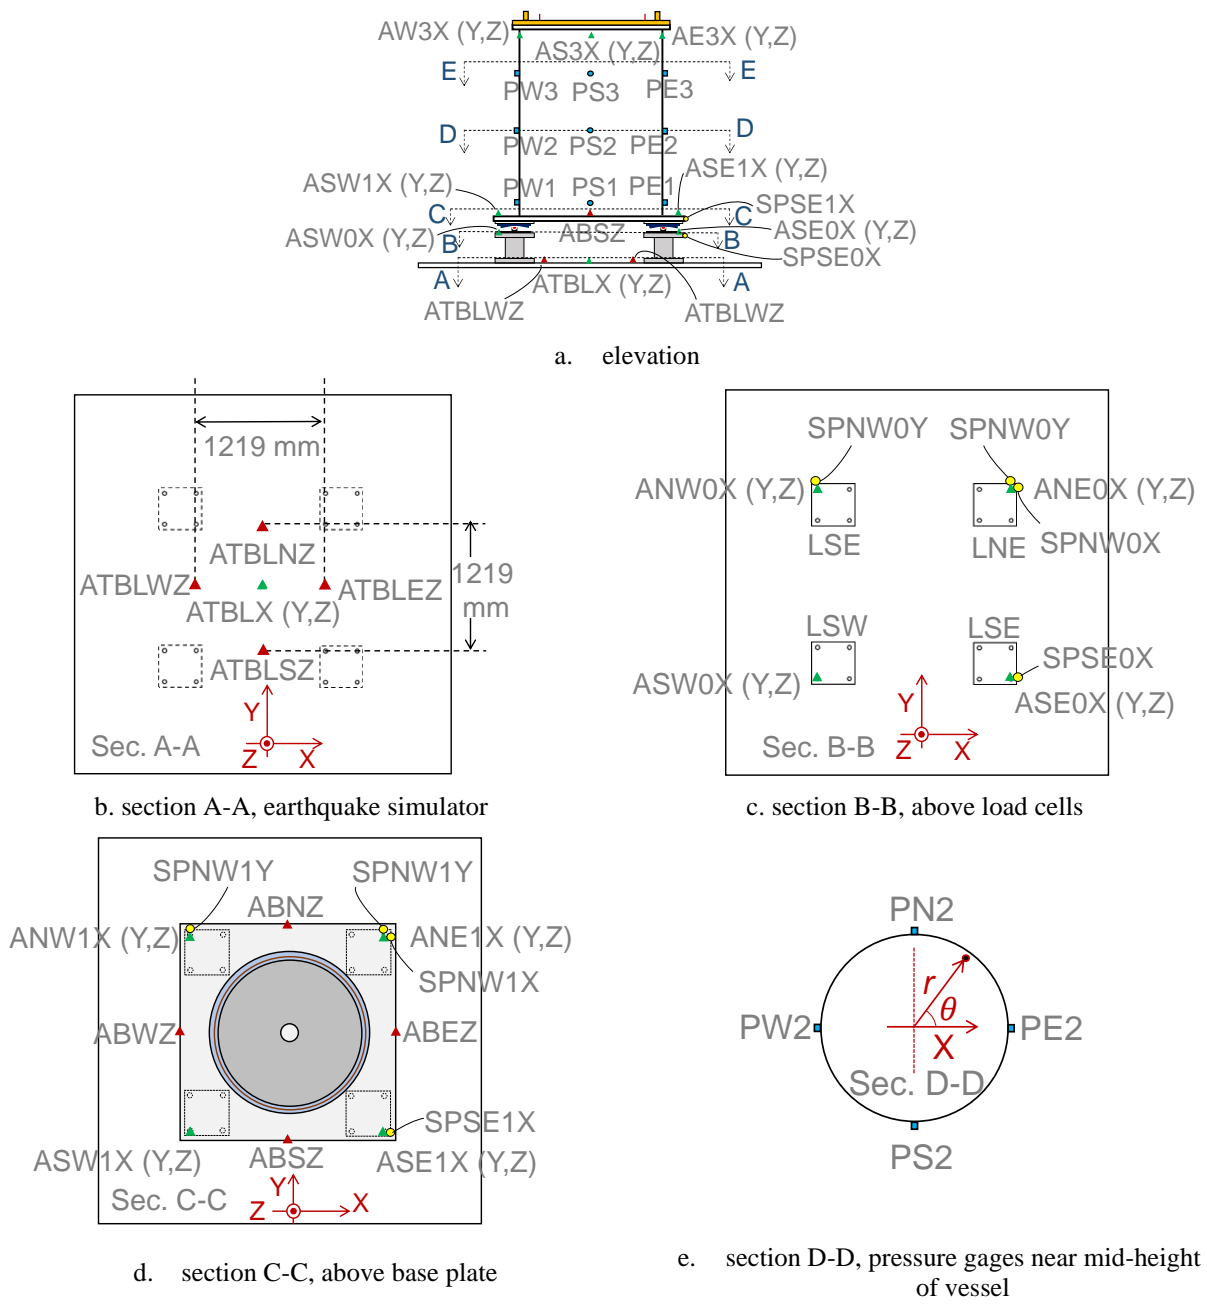 AW3X (Y,Z)
AS3X (Y,Z)
AE3X (Y,Z)
E
E
PW3
PS3
PE3
D
D
PW2
PS2
PE2
ASE1X (Y,Z)
ASW1X (Y,Z)
PW1
PS1
PE1
SPSE1X
C
C
ASW0X (Y,Z)
ABSZ
ASE0X (Y,Z)
B
B
SPSE0X
A
ATBLX (Y,Z)
A
ATBLWZ
ATBLWZ
a. elevation
1219 mm
ATBLNZ
ATBLWZ
ATBLEZ
1219
mm
ATBLX (Y,Z)
ATBLSZ
Y
Sec. A-A
Z
X
b. section A-A, earthquake simulator
SPNW0Y
SPNW0Y
ANW0X (Y,Z)
ANE0X (Y,Z)
LSE
LNE
SPNW0X
LSW
LSE
SPSE0X
ASW0X (Y,Z)
ASE0X (Y,Z)
Y
Sec. B-B
Z
X
c. section B-B, above load cells
SPNW1Y
SPNW1Y
ABNZ
ANW1X (Y,Z)
ANE1X (Y,Z)
SPNW1X
ABWZ
ABEZ
SPSE1X
ASW1X (Y,Z)
ABSZ
ASE1X (Y,Z)
Y
Sec. C-C
Z
X
d. section C-C, above base plate
PN2
r
θ
PW2
PE2
X
Sec. D-D
PS2
e. section D-D, pressure gages near mid-height
of vessel